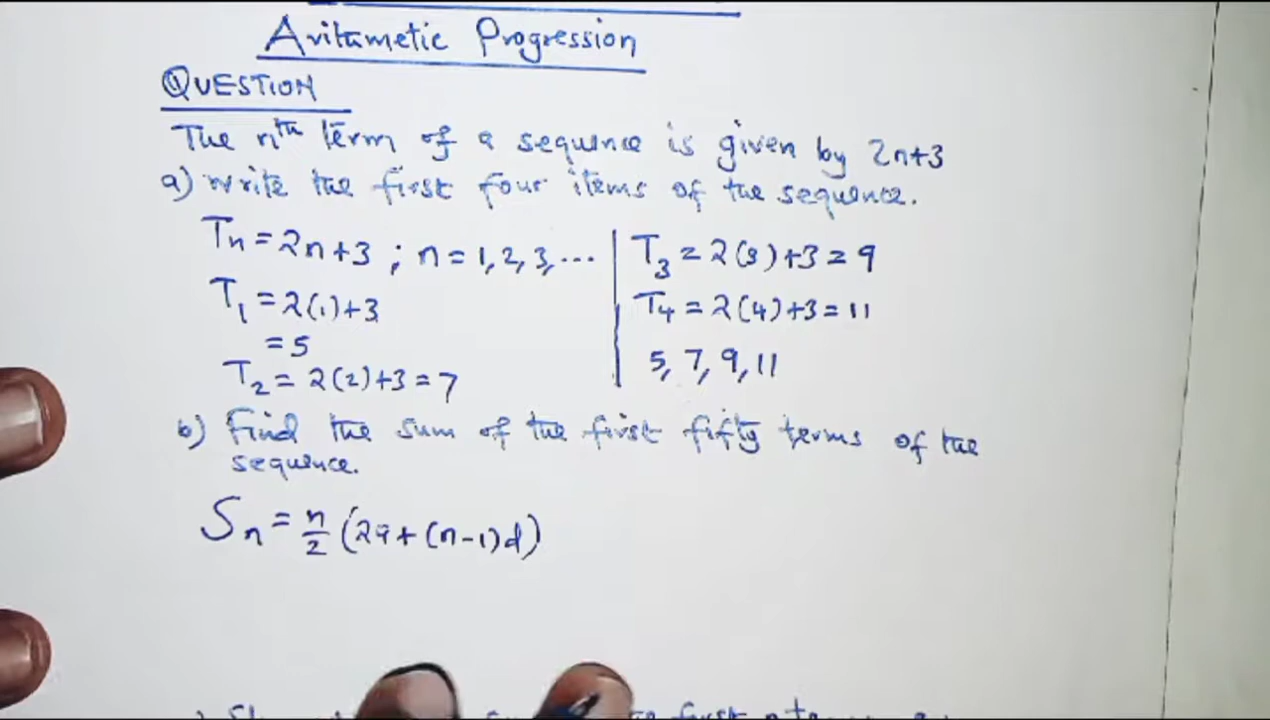 Aritametic Progression
QUESTION
The nth term of a sequence is given by 2n+3
a) write the first four items of the sequence.
Tn = 2n+3 ; n = 1, 2, 3, ...
T1 = 2(1)+3
= 5
T2 = 2(2)+3 = 7
T3 = 2(3)+3 = 9
T4 = 2(4)+3 = 11
5, 7, 9, 11
b) Find the sum of the first fifty terms of the
sequence.
Sn = n/2 (2a + (n-1)d)